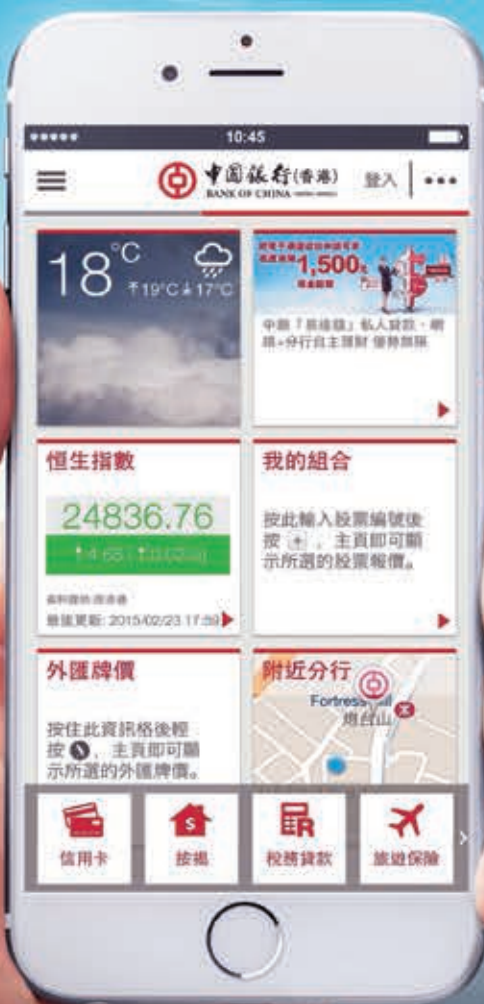 10:45
中国银行(香港)
BANK OF CHINA
登入
18°C
19°C 17°C
1,500
中銀「易達錢」私人貸款，網
路+分行自主理財 優勢無限
恒生指數
24836.76
最後更新: 2015/02/23 17:59
我的組合
按此輸入股票編號後
按 + ，主頁即可顯
示所選的股票報價。
外匯牌價
按住此資訊格後輕
按 ，主頁即可顯
示所選的外匯牌價。
附近分行
Fortress Hill
炮台山
信用卡
按揭
稅務貸款
旅遊保險